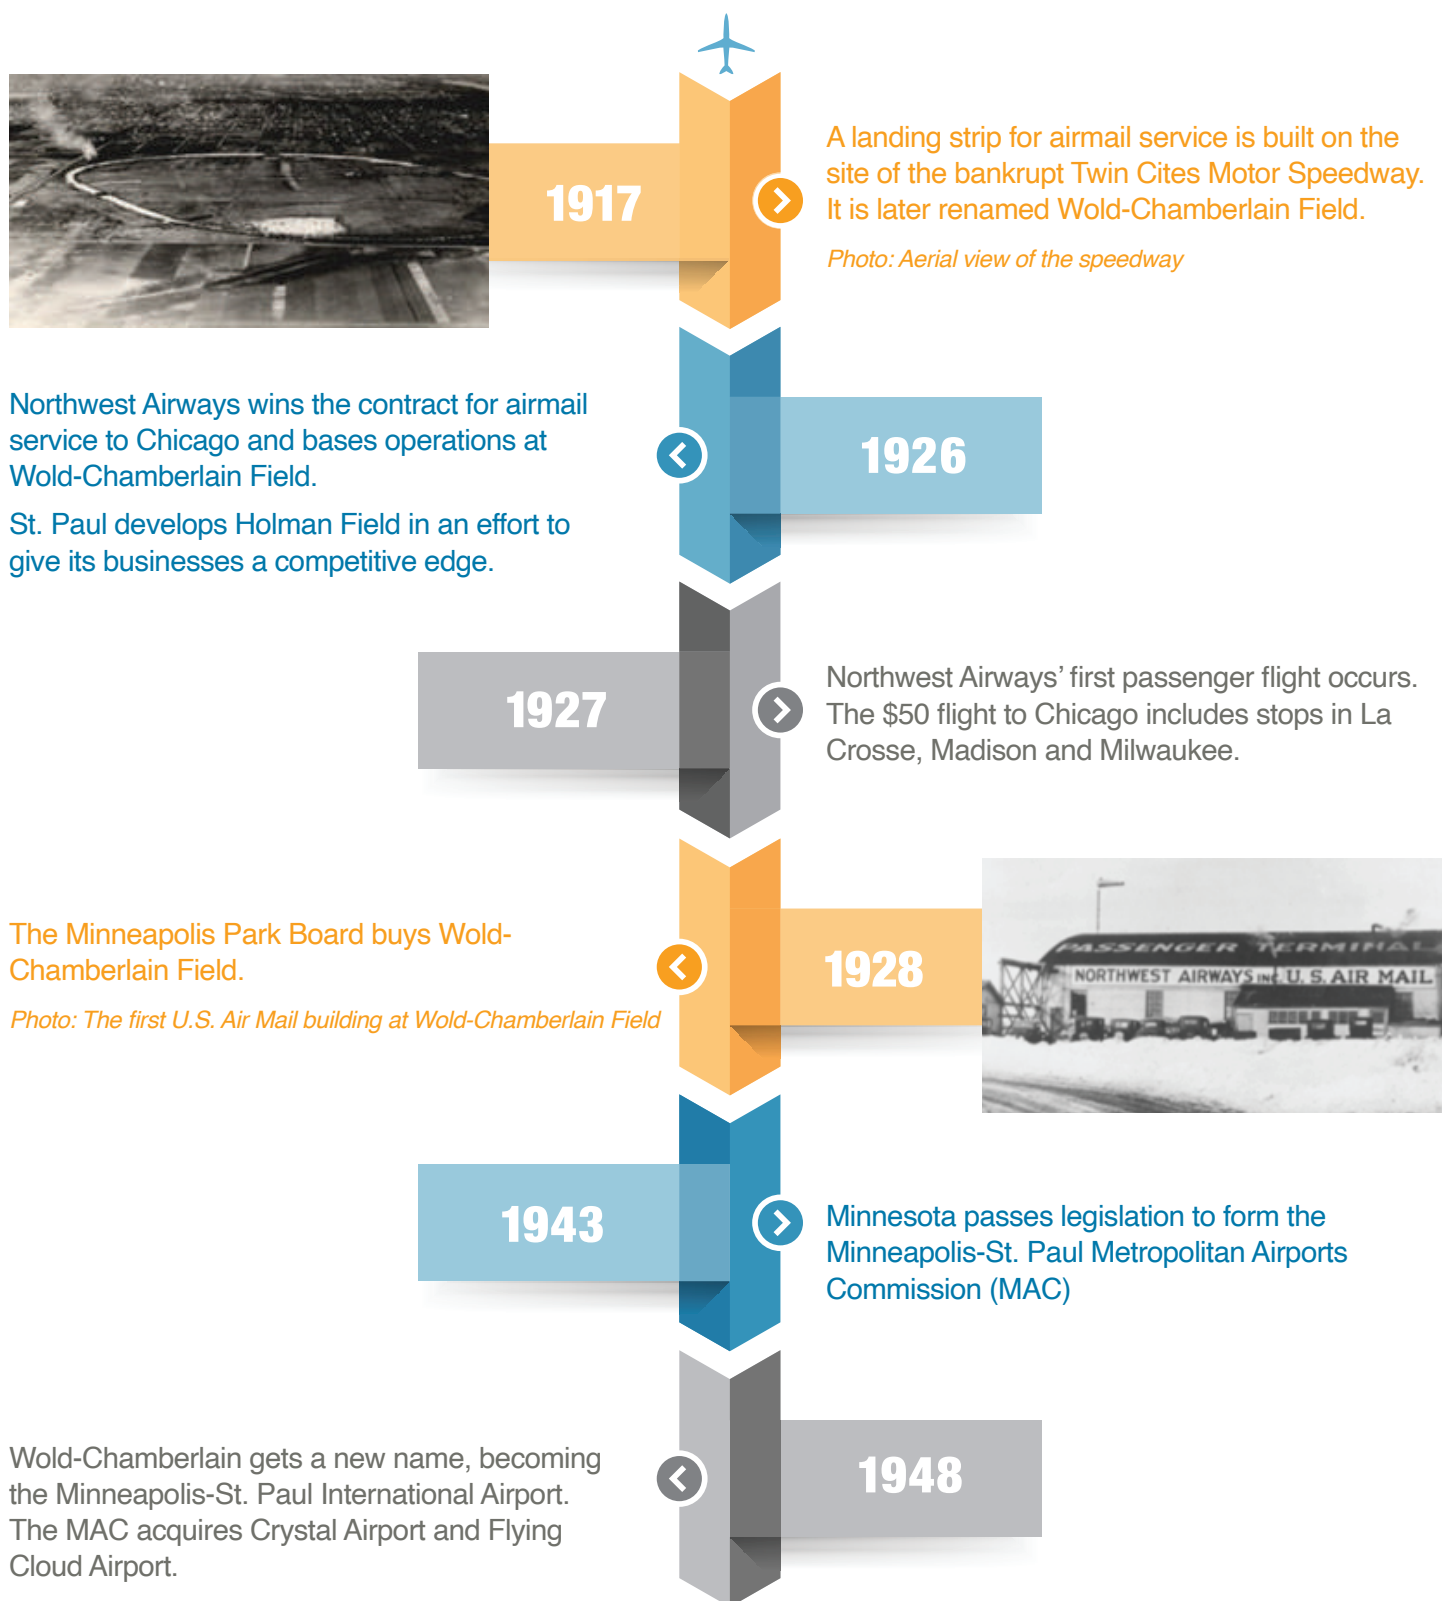 1917
A landing strip for airmail service is built on the
site of the bankrupt Twin Cites Motor Speedway.
It is later renamed Wold-Chamberlain Field.
Photo: Aerial view of the speedway
Northwest Airways wins the contract for airmail
service to Chicago and bases operations at
Wold-Chamberlain Field.
St. Paul develops Holman Field in an effort to
give its businesses a competitive edge.
1926
1927
Northwest Airways’ first passenger flight occurs.
The $50 flight to Chicago includes stops in La
Crosse, Madison and Milwaukee.
The Minneapolis Park Board buys Wold-
Chamberlain Field.
Photo: The first U.S. Air Mail building at Wold-Chamberlain Field
1928
PASSENGER TERMINAL
NORTHWEST AIRWAYS INC. U.S. AIR MAIL
1943
Minnesota passes legislation to form the
Minneapolis-St. Paul Metropolitan Airports
Commission (MAC)
Wold-Chamberlain gets a new name, becoming
the Minneapolis-St. Paul International Airport.
The MAC acquires Crystal Airport and Flying
Cloud Airport.
1948